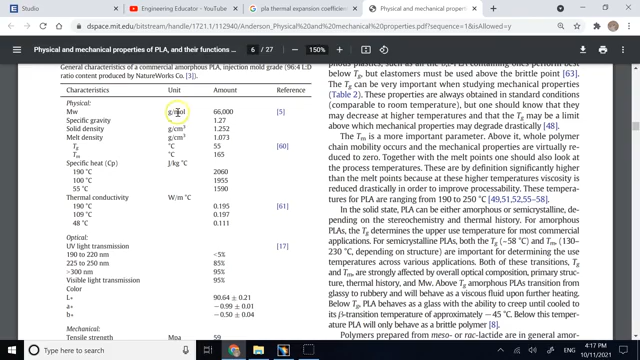 Studio
Engineering Educator - YouTube
pla thermal expansion coefficien
Physical and mechanical properties
dspace.mit.edu/bitstream/handle/1721.1/112940/Anderson_Physical%20and%20mechanical%20properties.pdf?sequence=1&isAllowed=y
Physical and mechanical properties of PLA, and their functions
6 / 27
150%
General characteristics of a commercial amorphous PLA, injection mold grade (96:4 L:D
ratio content produced by NatureWorks Co. [3]).
Characteristics Unit Amount Reference
Physical:
Mw g/mol 66,000 [5]
Specific gravity – 1.27
Solid density g/cm³ 1.252
Melt density g/cm³ 1.073
Tg °C 55 [60]
Tm °C 165
Specific heat (Cp) J/kg °C
190 °C 2060
100 °C 1955
55 °C 1590
Thermal conductivity W/m °C
190 °C 0.195 [61]
109 °C 0.197
48 °C 0.111
Optical:
UV light transmission [17]
190 to 220 nm <5%
225 to 250 nm 85%
>300 nm 95%
Visible light transmission 95%
Color
L∗ 90.64 ± 0.21
a∗ −0.99 ± 0.01
b∗ −0.50 ± 0.04
Mechanical:
Tensile strength Mpa 59
below Tg, but elastomers must be used above the brittle point [63].
The Tg can be very important when studying mechanical properties
(Table 2). These properties are always obtained in standard conditions
(comparable to room temperature), but one should know that they
may decrease at higher temperatures and that the Tg may be a limit
above which materials may degrade drastically [48].
The Tm is a more important parameter. Above it, whole polymer
chain mobility occurs and the mechanical properties are virtually re-
duced to zero. Together with the melt points one should also look at
the process temperatures. These are by definition significantly higher
than the melt points because at these higher temperatures viscosity is
reduced drastically in order to improve processability. These tempera-
tures for PLA are ranging from 190 to 250 °C [49,51,52,55–58].
In the solid state, PLA can be either amorphous or semicrystalline,
depending on the stereochemistry and thermal history. For amorphous
PLAs, the Tg determines the upper use temperature for most commercial
applications. For semicrystalline PLAs, both the Tg (~58 °C) and Tm, (130–
230 °C, depending on structure) are important for determining the use
temperatures across various applications. Both of these transitions, Tg
and Tm, are strongly affected by overall optical composition, primary struc-
ture, thermal history, and Mw. Above Tg amorphous PLAs transition from
glassy to rubbery and will behave as a viscous fluid upon further heating.
Below Tg, PLA behaves as a glass with the ability to creep until cooled to
its β-transition temperature of approximately −45 °C. Below this temper-
ature PLA will only behave as a brittle polymer [8].
Polymers prepared from meso- or rac-lactide are in general amor-
Type here to search
4:17 PM
10/11/2021